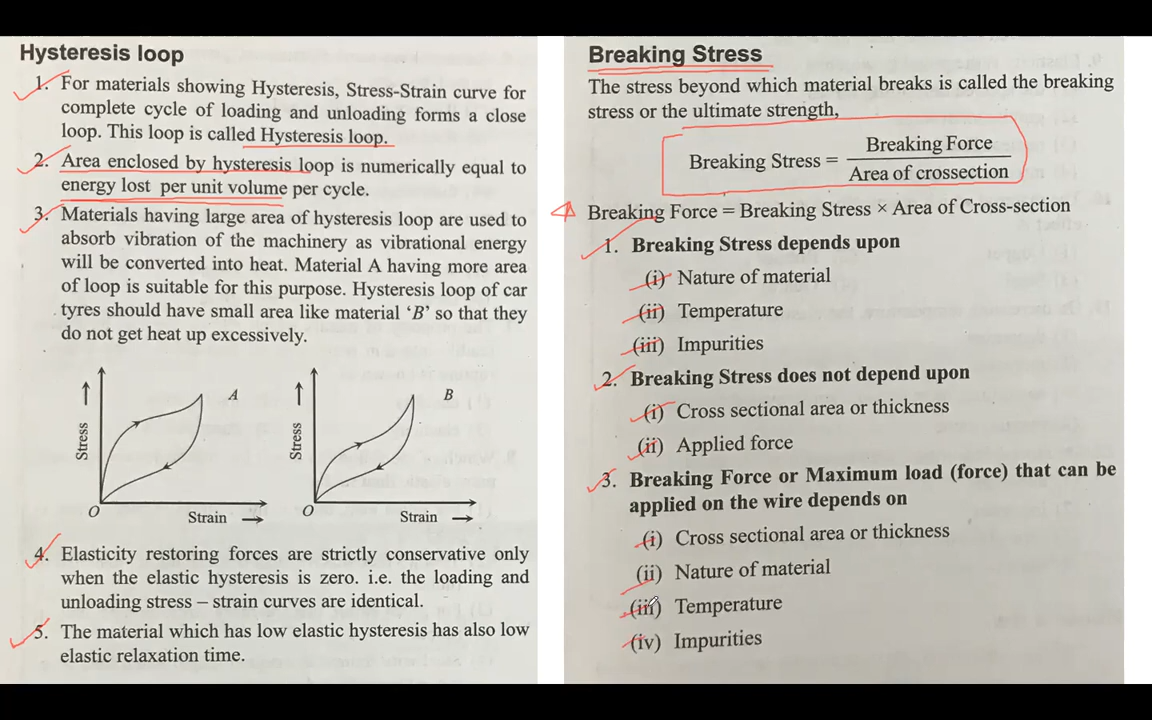 Hysteresis loop
1. For materials showing Hysteresis, Stress-Strain curve for
complete cycle of loading and unloading forms a close
loop. This loop is called Hysteresis loop.
2. Area enclosed by hysteresis loop is numerically equal to
energy lost per unit volume per cycle.
3. Materials having large area of hysteresis loop are used to
absorb vibration of the machinery as vibrational energy
will be converted into heat. Material A having more area
of loop is suitable for this purpose. Hysteresis loop of car
tyres should have small area like material ‘B’ so that they
do not get heat up excessively.
Stress
A
O
Strain
Stress
B
O
Strain
4. Elasticity restoring forces are strictly conservative only
when the elastic hysteresis is zero. i.e. the loading and
unloading stress – strain curves are identical.
5. The material which has low elastic hysteresis has also low
elastic relaxation time.
Breaking Stress
The stress beyond which material breaks is called the breaking
stress or the ultimate strength,
Breaking Stress = Breaking Force
Area of crossection
Breaking Force = Breaking Stress × Area of Cross-section
1. Breaking Stress depends upon
(i) Nature of material
(ii) Temperature
(iii) Impurities
2. Breaking Stress does not depend upon
(i) Cross sectional area or thickness
(ii) Applied force
3. Breaking Force or Maximum load (force) that can be
applied on the wire depends on
(i) Cross sectional area or thickness
(ii) Nature of material
(iii) Temperature
(iv) Impurities